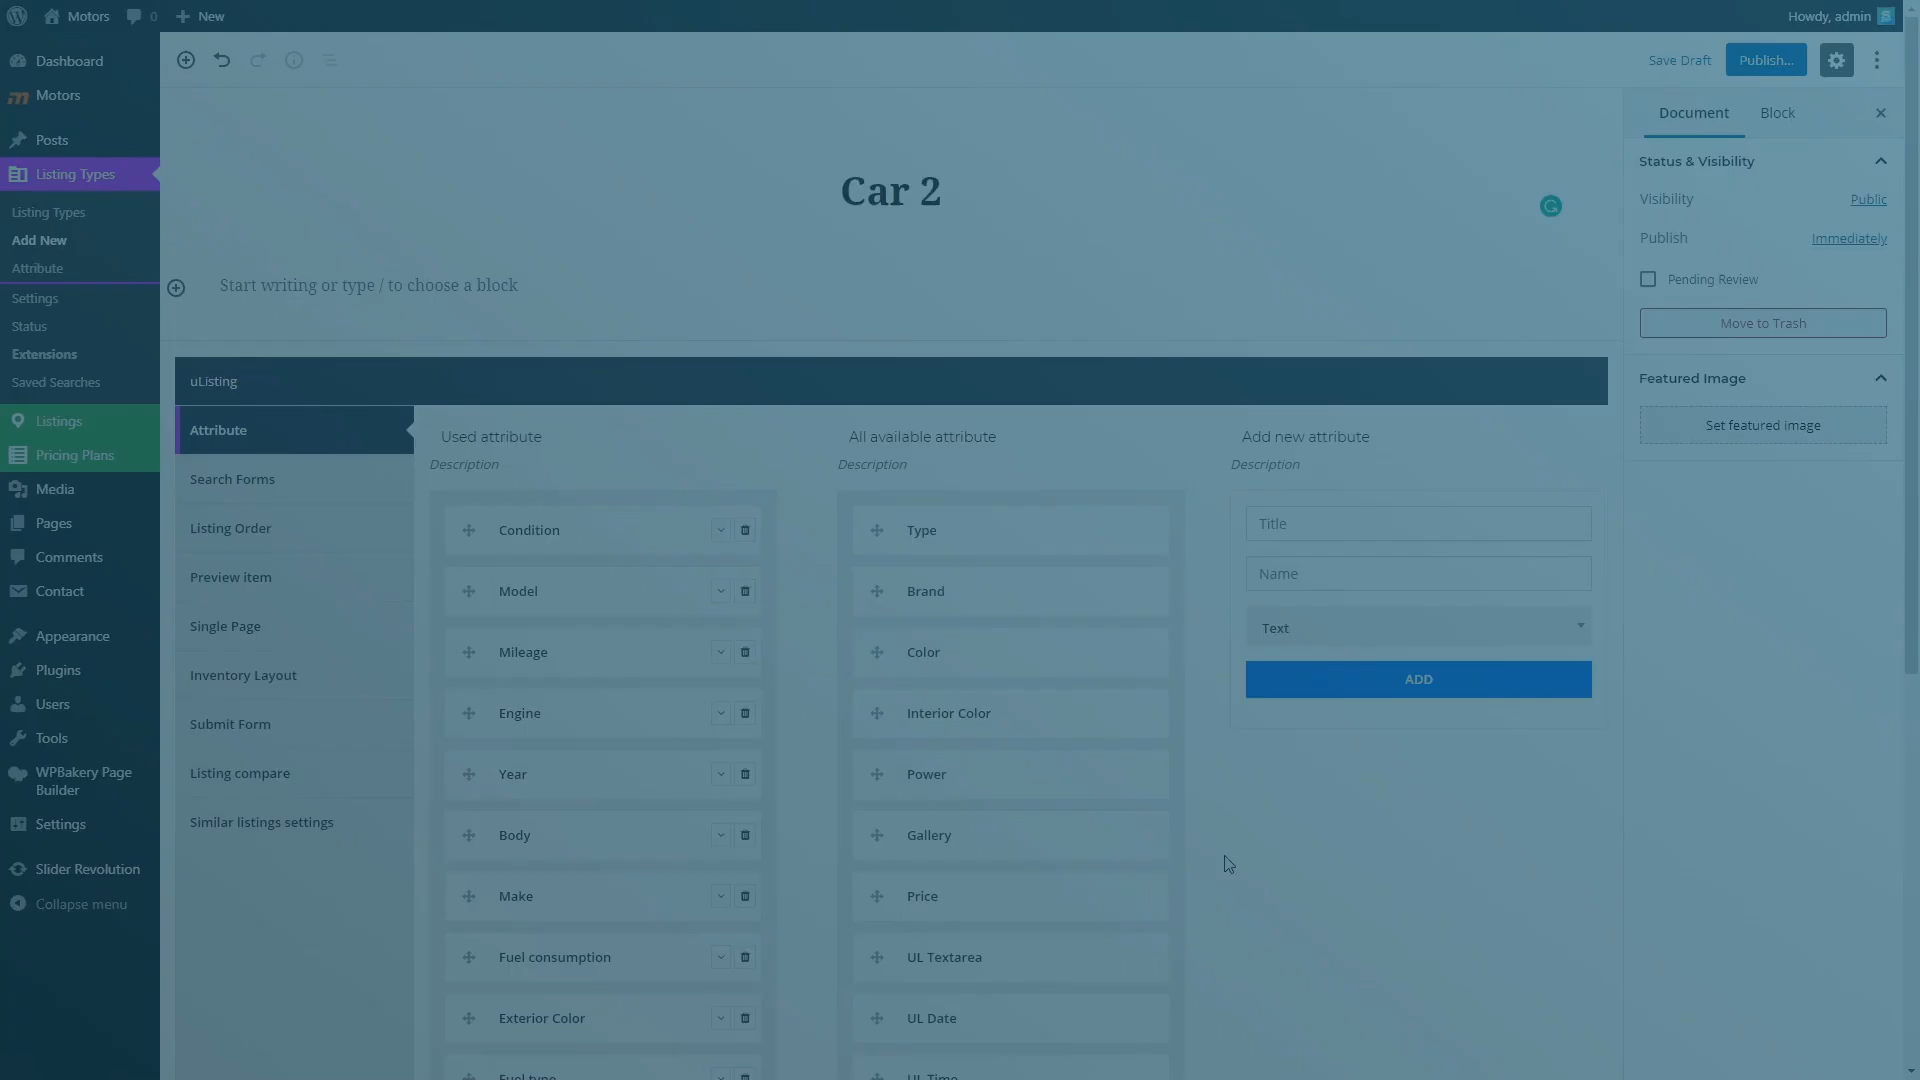 Motors
0
New
Howdy, admin
Dashboard
Motors
Posts
Listing Types
Listing Types
Add New
Attribute
Settings
Status
Extensions
Saved Searches
Listings
Pricing Plans
Media
Pages
Comments
Contact
Appearance
Plugins
Users
Tools
WPBakery Page
Builder
Settings
Slider Revolution
Collapse menu
Save Draft
Publish...
Car 2
Start writing or type / to choose a block
uListing
Attribute
Search Forms
Listing Order
Preview item
Single Page
Inventory Layout
Submit Form
Listing compare
Similar listings settings
Used attribute
Description
Condition
Model
Mileage
Engine
Year
Body
Make
Fuel consumption
Exterior Color
Fuel type
All available attribute
Description
Type
Brand
Color
Interior Color
Power
Gallery
Price
UL Textarea
UL Date
UL Time
Add new attribute
Description
Title
Name
Text
ADD
Document
Block
Status & Visibility
Visibility
Public
Publish
Immediately
Pending Review
Move to Trash
Featured Image
Set featured image